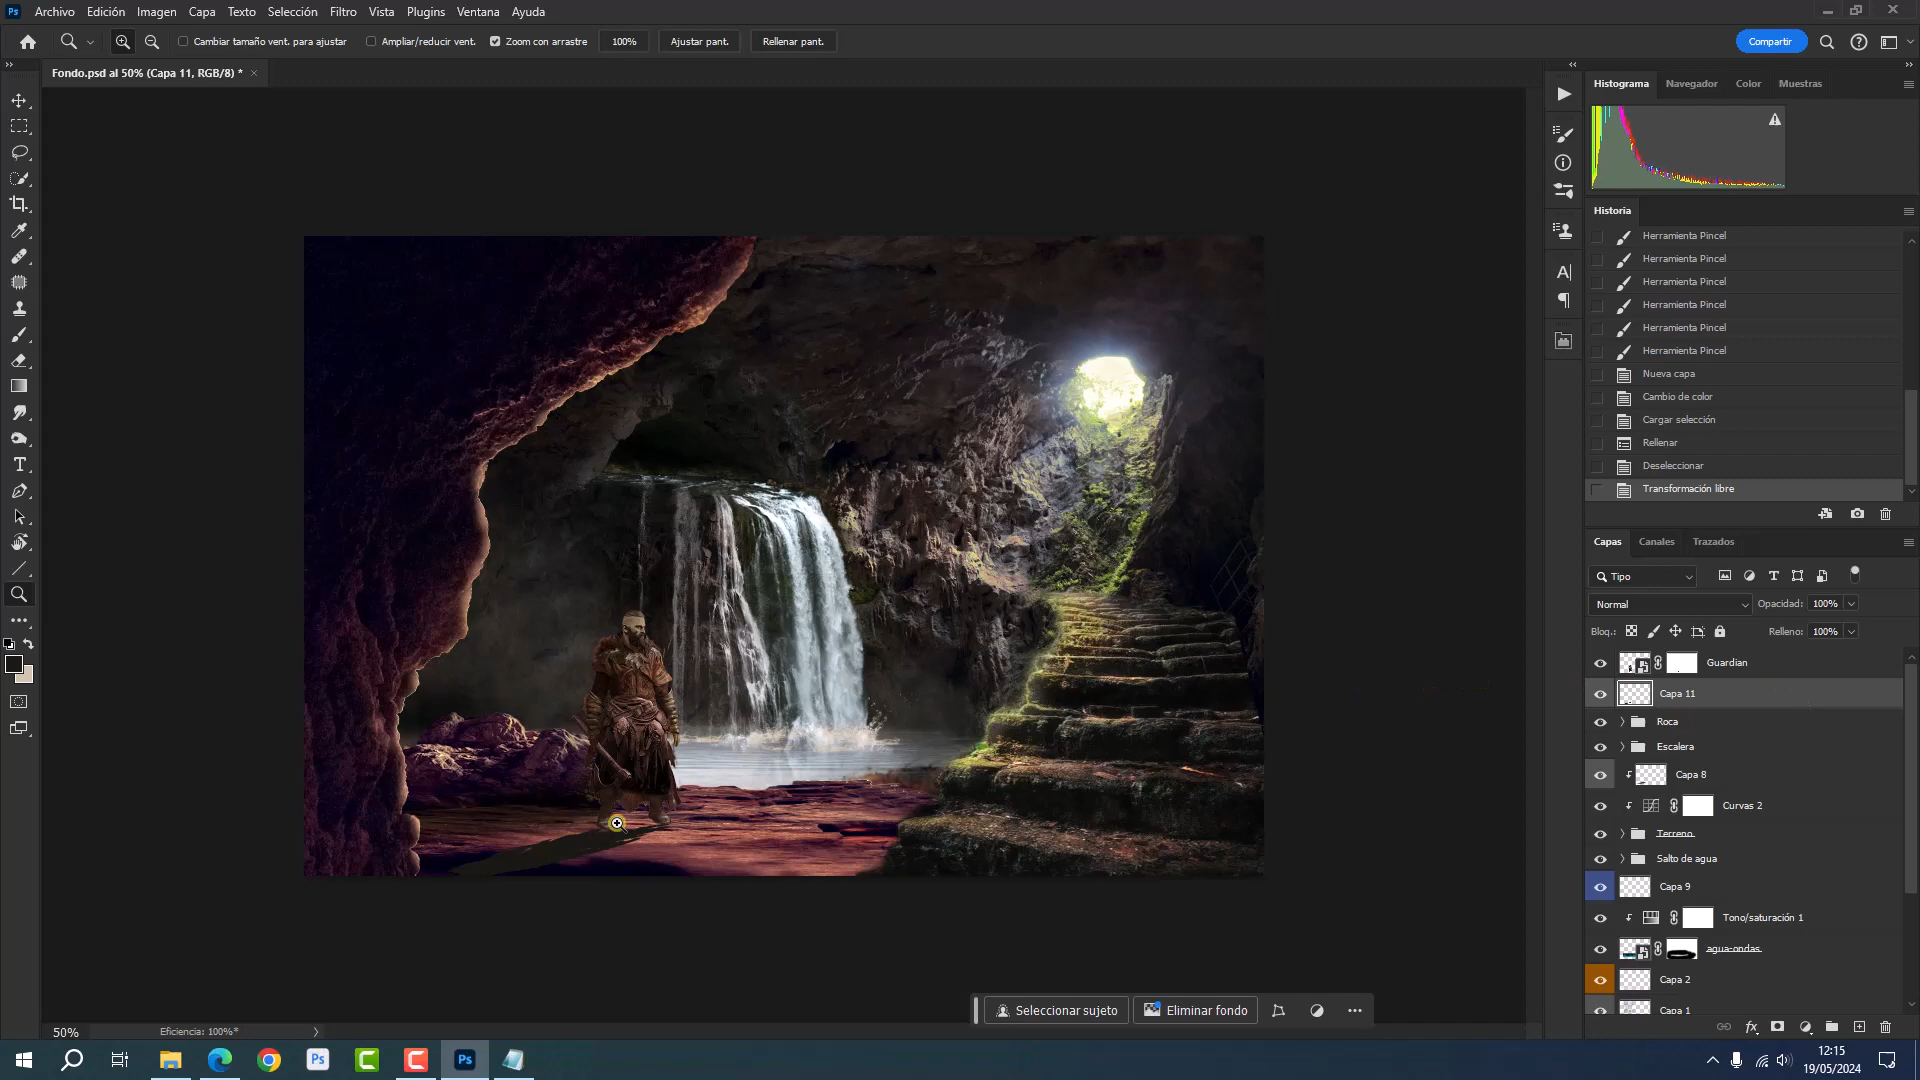 Ps Archivo Edición Imagen Capa Texto Selección Filtro Vista Plugins Ventana Ayuda
Cambiar tamaño vent. para ajustar Ampliar/reducir vent. Zoom con arrastre 100% Ajustar pant. Rellenar pant. Compartir
Fondo.psd al 50% (Capa 11, RGB/8) *
Histograma Navegador Color Muestras
Historia
Herramienta Pincel
Herramienta Pincel
Herramienta Pincel
Herramienta Pincel
Herramienta Pincel
Herramienta Pincel
Nueva capa
Cambio de color
Cargar selección
Rellenar
Deseleccionar
Transformación libre
Capas Canales Trazados
Tipo
Normal Opacidad: 100%
Bloq.: Relleno: 100%
Guardian
Capa 11
Roca
Escalera
Capa 8
Curvas 2
Terreno
Salto de agua
Capa 9
Tono/saturación 1
agua-ondas
Capa 2
Capa 1
Seleccionar sujeto Eliminar fondo
50% Eficiencia: 100%*
Ps Ps
12:15
19/05/2024